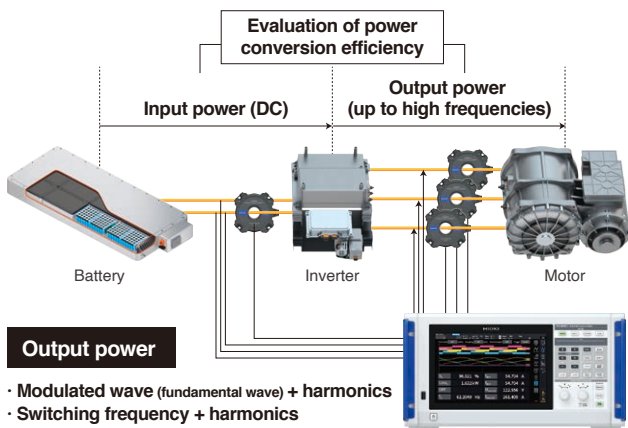 Evaluation of power
conversion efficiency
Input power (DC)
Output power
(up to high frequencies)
Battery
Inverter
Motor
HIOKI
Output power
· Modulated wave (fundamental wave) + harmonics
· Switching frequency + harmonics